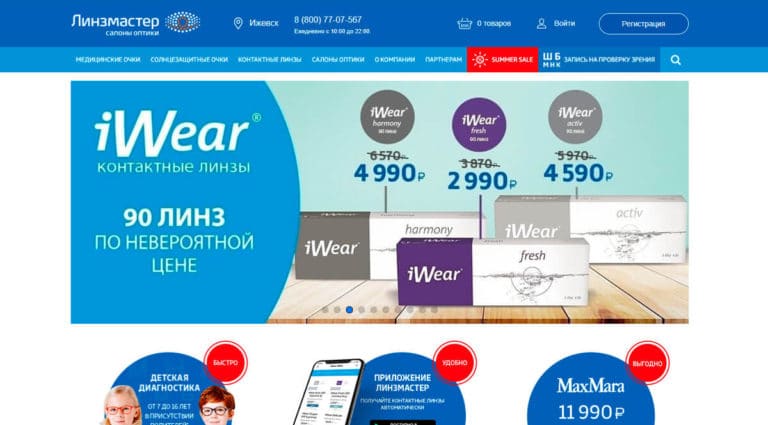 Линзмастер
салоны оптики
Ижевск
8 (800) 77-07-567
Ежедневно с 10:00 до 22:00.
0 товаров
Войти
Регистрация
МЕДИЦИНСКИЕ ОЧКИ
СОЛНЦЕЗАЩИТНЫЕ ОЧКИ
КОНТАКТНЫЕ ЛИНЗЫ
САЛОНЫ ОПТИКИ
О КОМПАНИИ
ПАРТНЕРАМ
SUMMER SALE
Ш Б
М Н К
ЗАПИСЬ НА ПРОВЕРКУ ЗРЕНИЯ
iWear®
КОНТАКТНЫЕ ЛИНЗЫ
90 ЛИНЗ
ПО НЕВЕРОЯТНОЙ
ЦЕНЕ
iWear
harmony
90 ЛИНЗ
6 570 ₽
4 990 ₽
iWear
fresh
3 870 ₽
2 990 ₽
iWear
activ
90 ЛИНЗ
5 970 ₽
4 590 ₽
harmony
iWear
activ
iWear
fresh
iWear
БЫСТРО
ДЕТСКАЯ
ДИАГНОСТИКА
ОТ 7 ДО 16 ЛЕТ
В ПРИСУТСТВИИ
УДОБНО
ПРИЛОЖЕНИЕ
ЛИНЗМАСТЕР
ПОЛУЧАЙТЕ КОНТАКТНЫЕ ЛИНЗЫ
АВТОМАТИЧЕСКИ
ВЫГОДНО
MaxMara
11 990 ₽